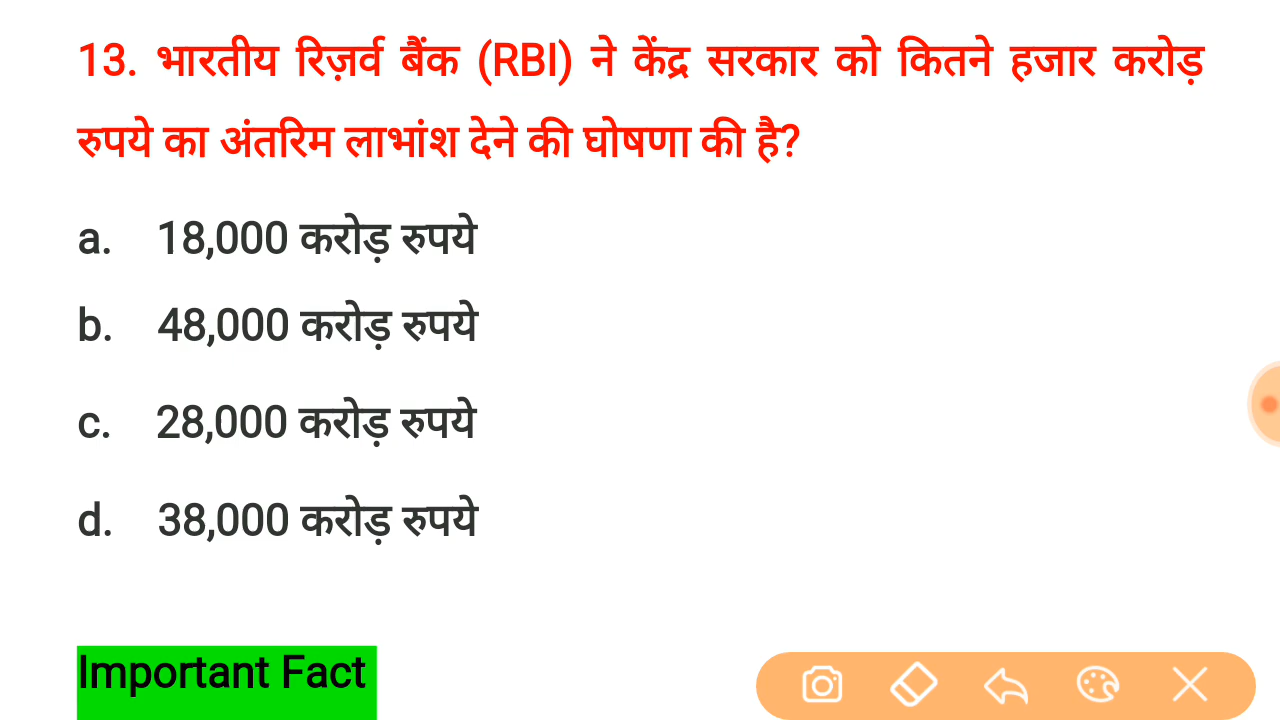 13. भारतीय रिज़र्व बैंक (RBI) ने केंद्र सरकार को कितने हजार करोड़
रुपये का अंतरिम लाभांश देने की घोषणा की है?
a. 18,000 करोड़ रुपये
b. 48,000 करोड़ रुपये
c. 28,000 करोड़ रुपये
d. 38,000 करोड़ रुपये
Important Fact